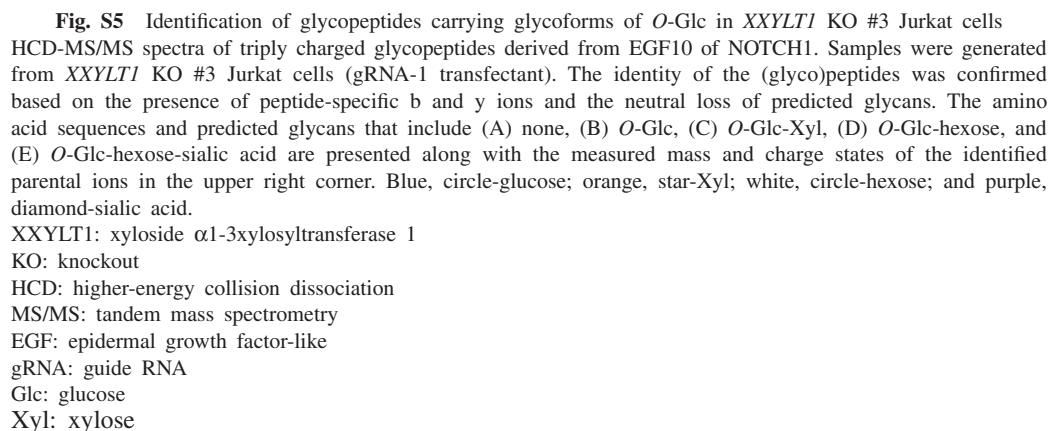 Fig. S5 Identification of glycopeptides carrying glycoforms of O-Glc in XXYLT1 KO #3 Jurkat cells
HCD-MS/MS spectra of triply charged glycopeptides derived from EGF10 of NOTCH1. Samples were generated
from XXYLT1 KO #3 Jurkat cells (gRNA-1 transfectant). The identity of the (glyco)peptides was confirmed
based on the presence of peptide-specific b and y ions and the neutral loss of predicted glycans. The amino
acid sequences and predicted glycans that include (A) none, (B) O-Glc, (C) O-Glc-Xyl, (D) O-Glc-hexose, and
(E) O-Glc-hexose-sialic acid are presented along with the measured mass and charge states of the identified
parental ions in the upper right corner. Blue, circle-glucose; orange, star-Xyl; white, circle-hexose; and purple,
diamond-sialic acid.
XXYLT1: xyloside α1-3xylosyltransferase 1
KO: knockout
HCD: higher-energy collision dissociation
MS/MS: tandem mass spectrometry
EGF: epidermal growth factor-like
gRNA: guide RNA
Glc: glucose
Xyl: xylose